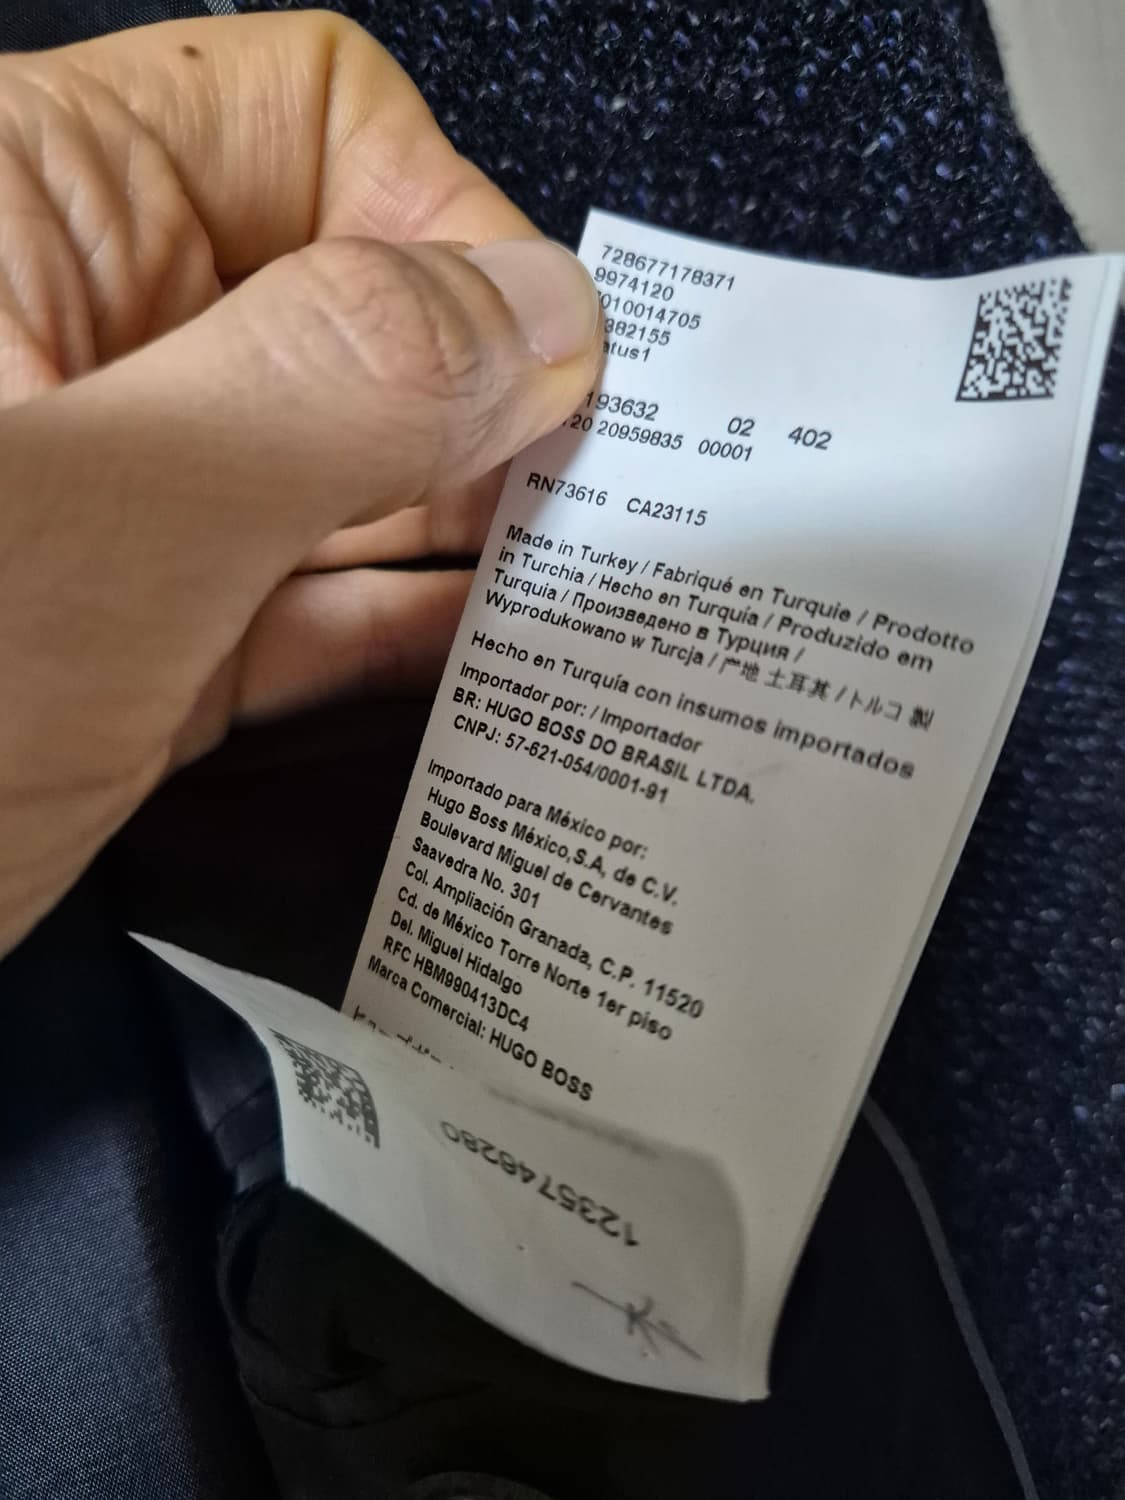 728677178371
9974120
010014705
382155
atus1
193632 02 402
20 20959835 00001
RN73616 CA23115
Made in Turkey / Fabriqué en Turquie / Prodotto
in Turchia / Hecho en Turquía / Produzido em
Turquia / Произведено в Турция /
Wyprodukowano w Turcja / 产地 土耳其 / トルコ 製
Hecho en Turquía con insumos importados
Importador por: / Importador
BR: HUGO BOSS DO BRASIL LTDA.
CNPJ: 57-621-054/0001-91
Importado para México por:
Hugo Boss México,S.A, de C.V.
Boulevard Miguel de Cervantes
Saavedra No. 301
Col. Ampliación Granada, C.P. 11520
Cd. de México Torre Norte 1er piso
Del. Miguel Hidalgo
RFC HBM990413DC4
Marca Comercial: HUGO BOSS
1235746280